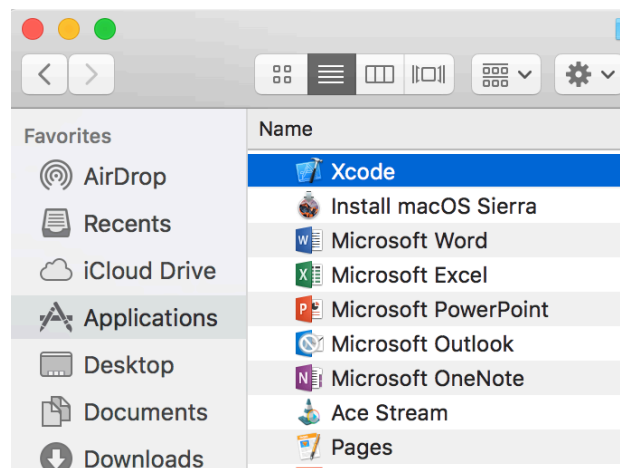 Favorites
AirDrop
Recents
iCloud Drive
Applications
Desktop
Documents
Downloads
Name
Xcode
Install macOS Sierra
Microsoft Word
Microsoft Excel
Microsoft PowerPoint
Microsoft Outlook
Microsoft OneNote
Ace Stream
Pages